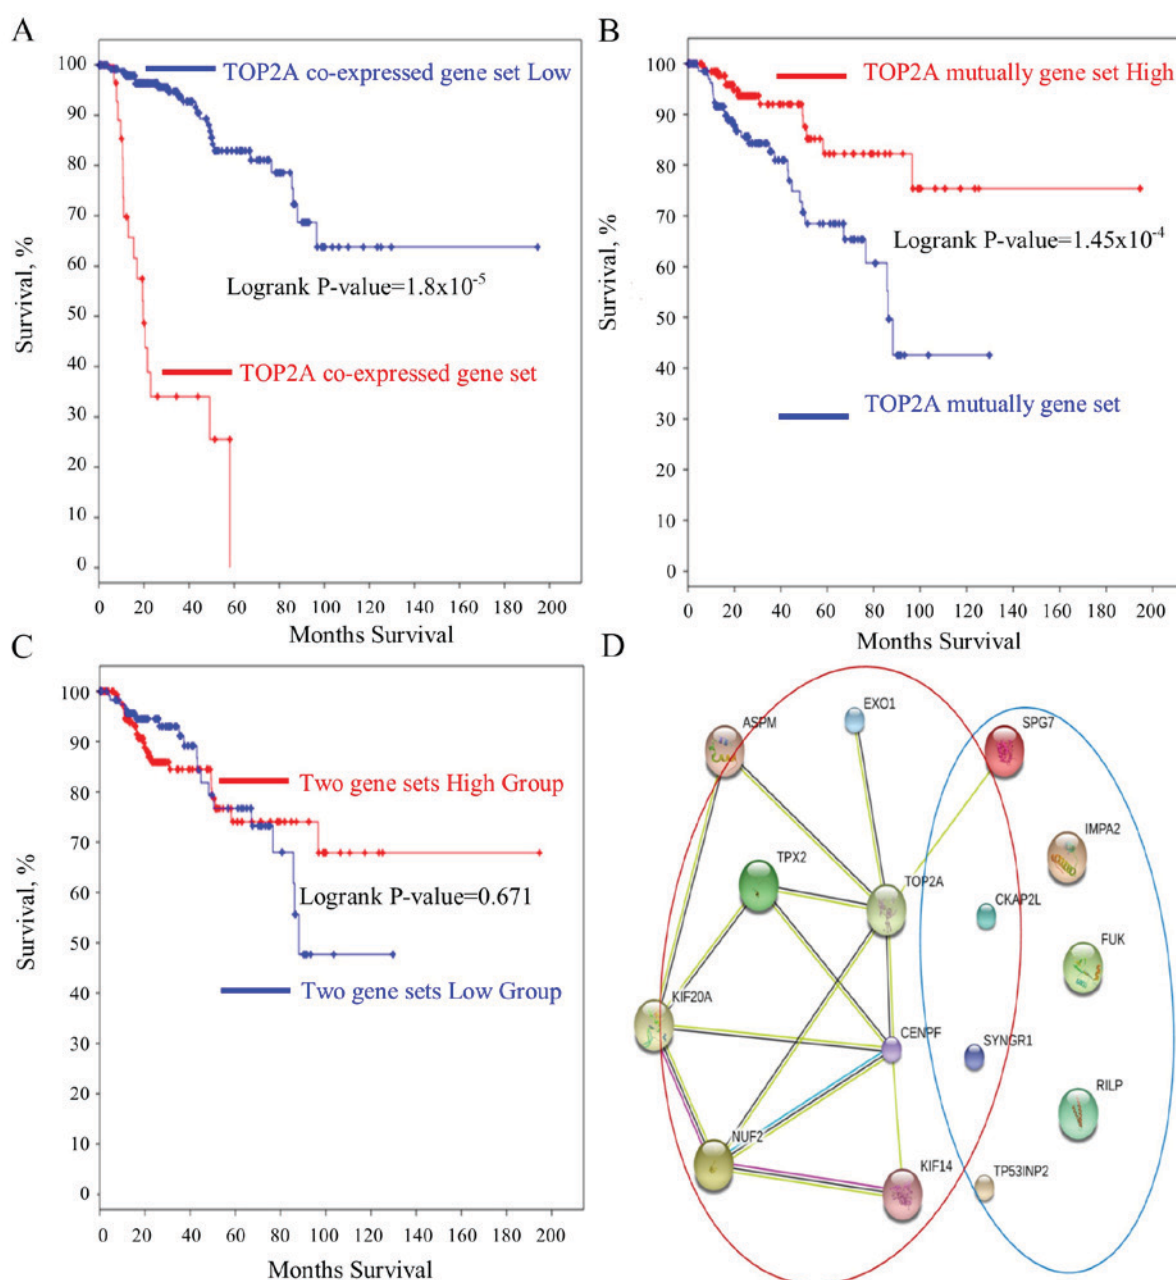 A
100
90
80
70
60
50
40
30
20
10
0
Survival, %
TOP2A co-expressed gene set Low
Logrank P-value=1.8x10⁻⁵
TOP2A co-expressed gene set
0 20 40 60 80 100 120 140 160 180 200
Months Survival
B
100
90
80
70
60
50
40
30
20
10
0
Survival, %
TOP2A mutually gene set High
Logrank P-value=1.45x10⁻⁴
TOP2A mutually gene set
0 20 40 60 80 100 120 140 160 180 200
Months Survival
C
100
90
80
70
60
50
40
30
20
10
0
Survival, %
Two gene sets High Group
Logrank P-value=0.671
Two gene sets Low Group
0 20 40 60 80 100 120 140 160 180 200
Months Survival
D
EXO1
ASPM
SPG7
IMPA2
TPX2
TOP2A
CKAP2L
FUK
KIF20A
CENPF
SYNGR1
RILP
NUF2
KIF14
TP53INP2